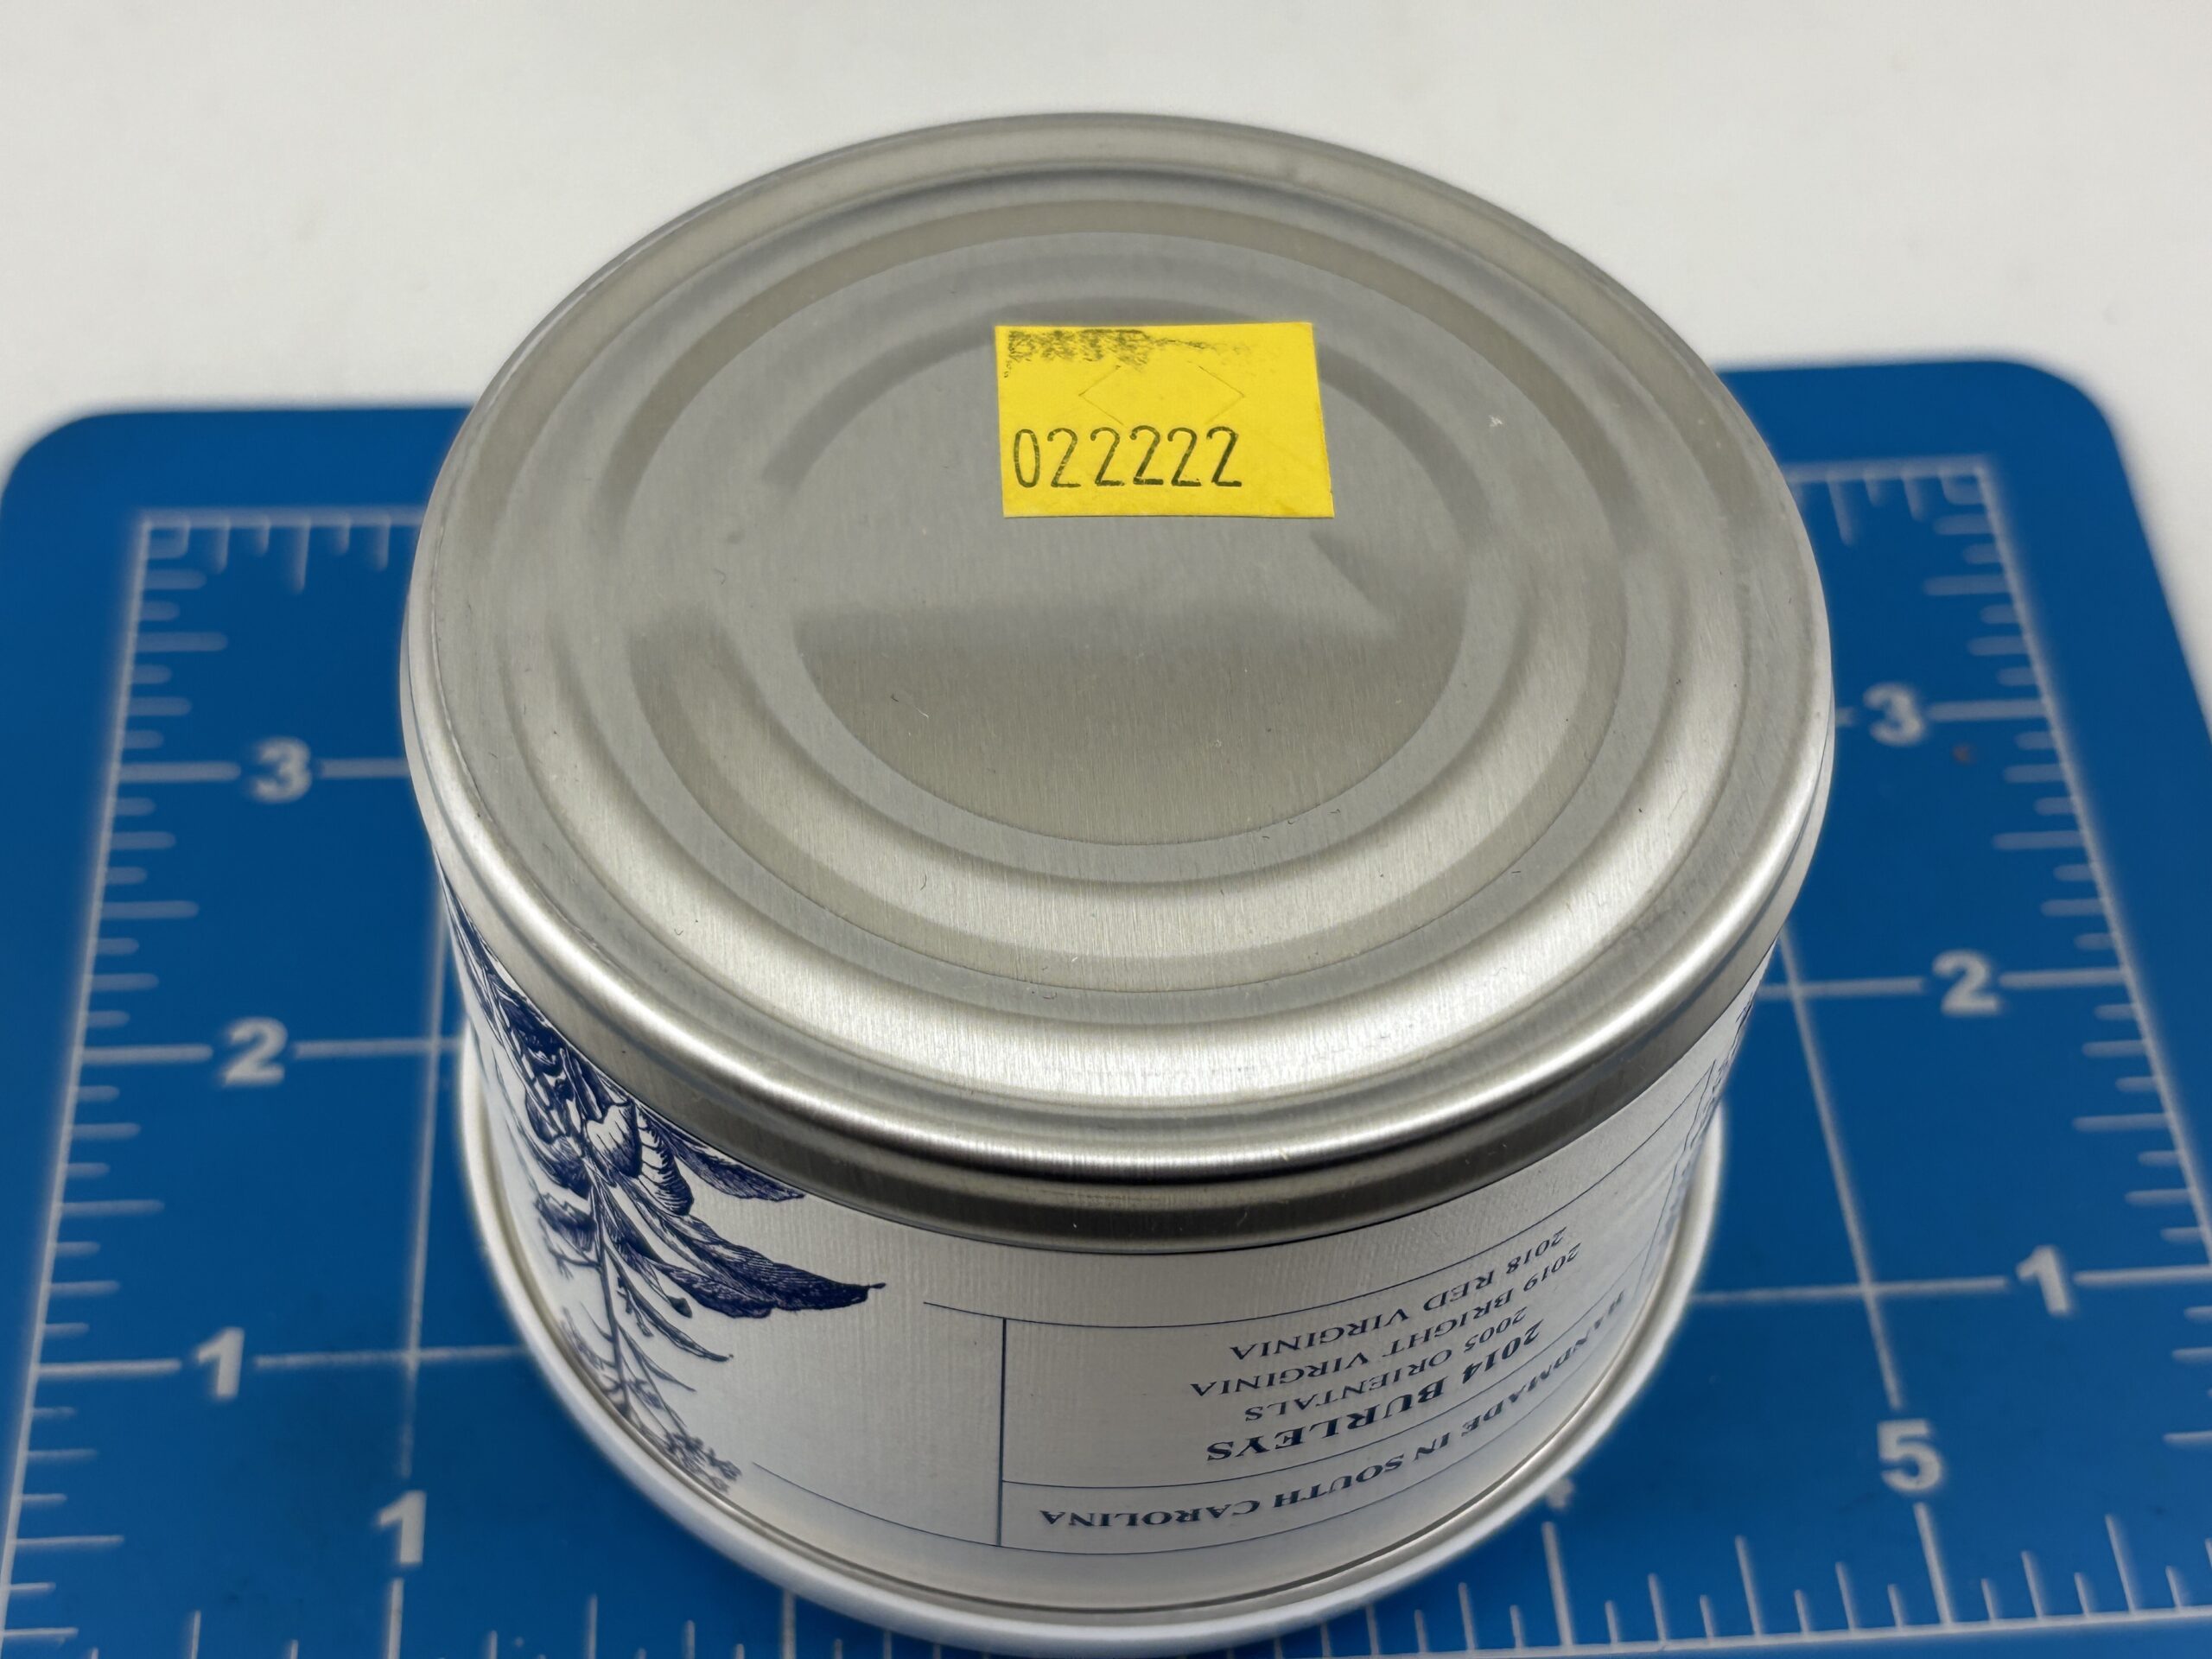 022222
HANDMADE IN SOUTH CAROLINA
2014 BURLEYS
2005 ORIENTALS
2019 BRIGHT VIRGINIA
2018 RED VIRGINIA
3
3
2
2
1
1
1
5